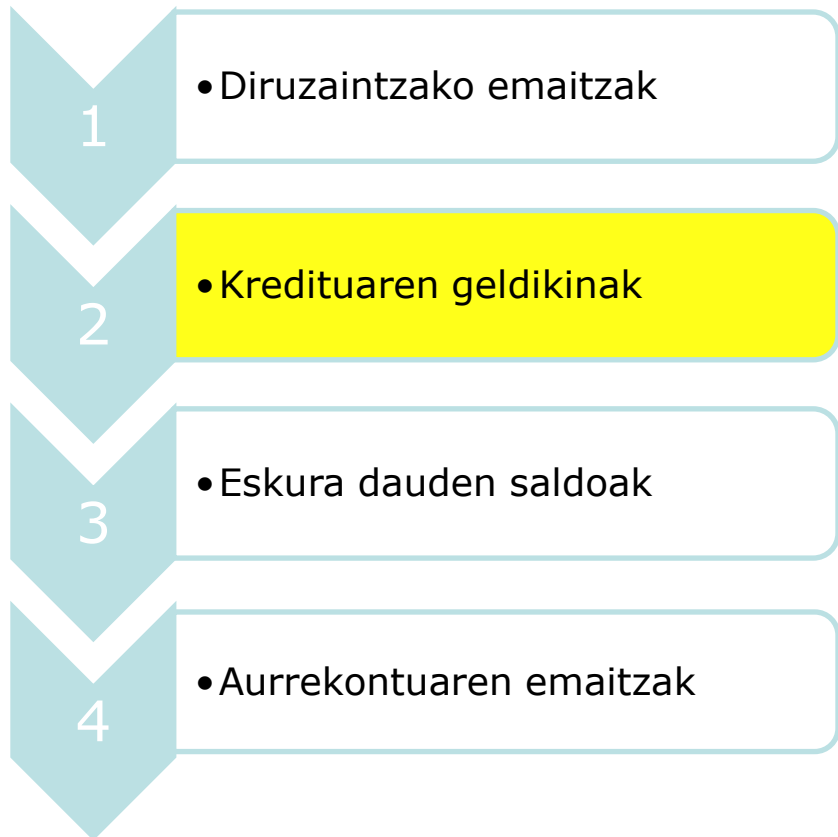 1
•Diruzaintzako emaitzak
2
•Kredituaren geldikinak
3
•Eskura dauden saldoak
4
•Aurrekontuaren emaitzak